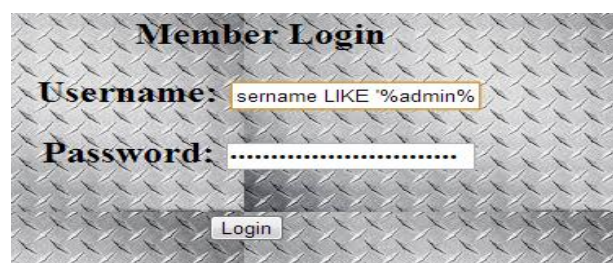 Member Login
Username: sername LIKE '%admin%
Password: ••••••••••••••••••••••••••••
Login